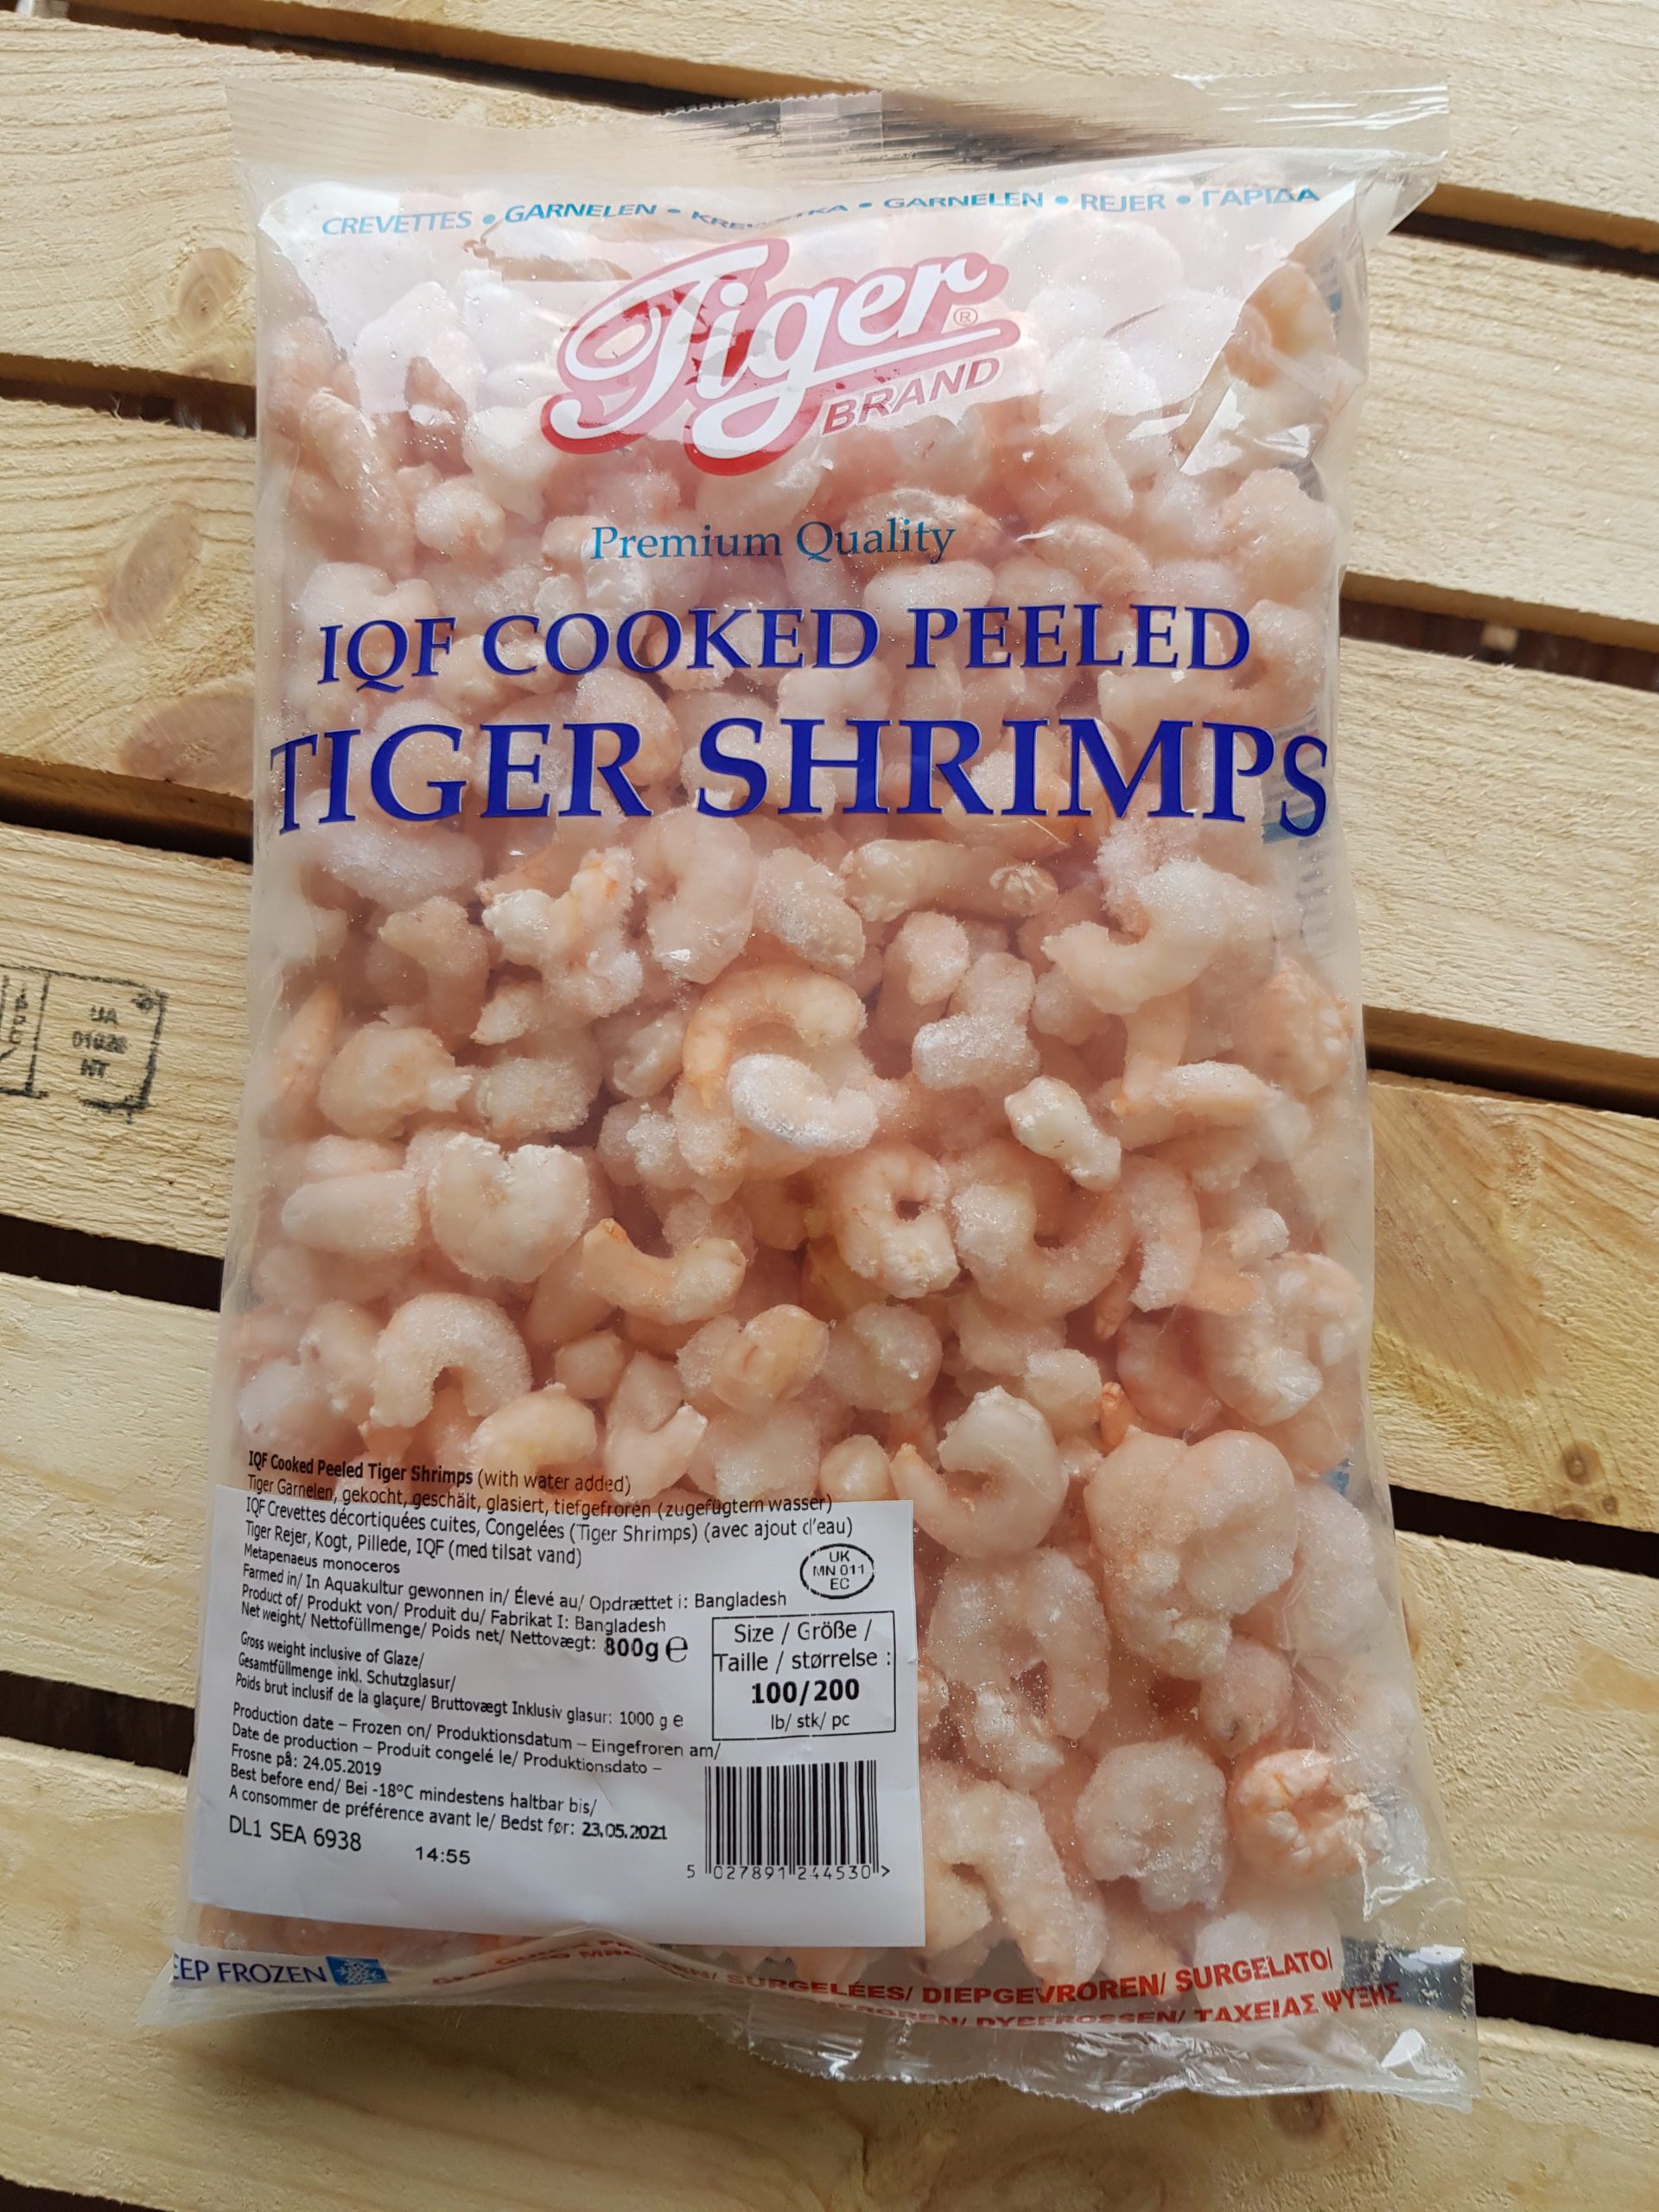 CREVETTES • GARNELEN • • GARNELEN • REJER • ΓΑΡΙΔΑ
Tiger®
BRAND
Premium Quality
IQF COOKED PEELED
TIGER SHRIMPS
UA
NT
IQF Cooked Peeled Tiger Shrimps (with water added)
Tiger Garnelen, gekocht, geschält, glasiert, tiefgefroren (zugefügtem wasser)
IQF Crevettes décortiquées cuites, Congelées (Tiger Shrimps) (avec ajout d'eau)
Tiger Rejer, Kogt, Pillede, IQF (med tilsat vand)
Metapenaeus monoceros
UK
MN 011
EC
Farmed in/ In Aquakultur gewonnen in/ Élevé au/ Opdrættet i: Bangladesh
Product of/ Produkt von/ Produit du/ Fabrikat I: Bangladesh
Net weight/ Nettofüllmenge/ Poids net/ Nettovægt: 800g e
Size / Größe /
Taille / størrelse :
100/200
lb/ stk/ pc
Gross weight inclusive of Glaze/
Gesamtfüllmenge inkl. Schutzglasur/
Poids brut inclusif de la glaçure/ Bruttovægt Inklusiv glasur: 1000 g e
Production date – Frozen on/ Produktionsdatum – Eingefroren am/
Date de production – Produit congelé le/ Produktionsdato –
Frosne på: 24.05.2019
Best before end/ Bei -18°C mindestens haltbar bis/
A consommer de préférence avant le/ Bedst før: 23.05.2021
DL1 SEA 6938 14:55
5 027891 244530 >
EEP FROZEN
SURGELÉES/ DIEPGEVROREN/ SURGELATO/
DYBFROSSEN/ ΤΑΧΕΙΑΣ ΨΥΞΗΣ